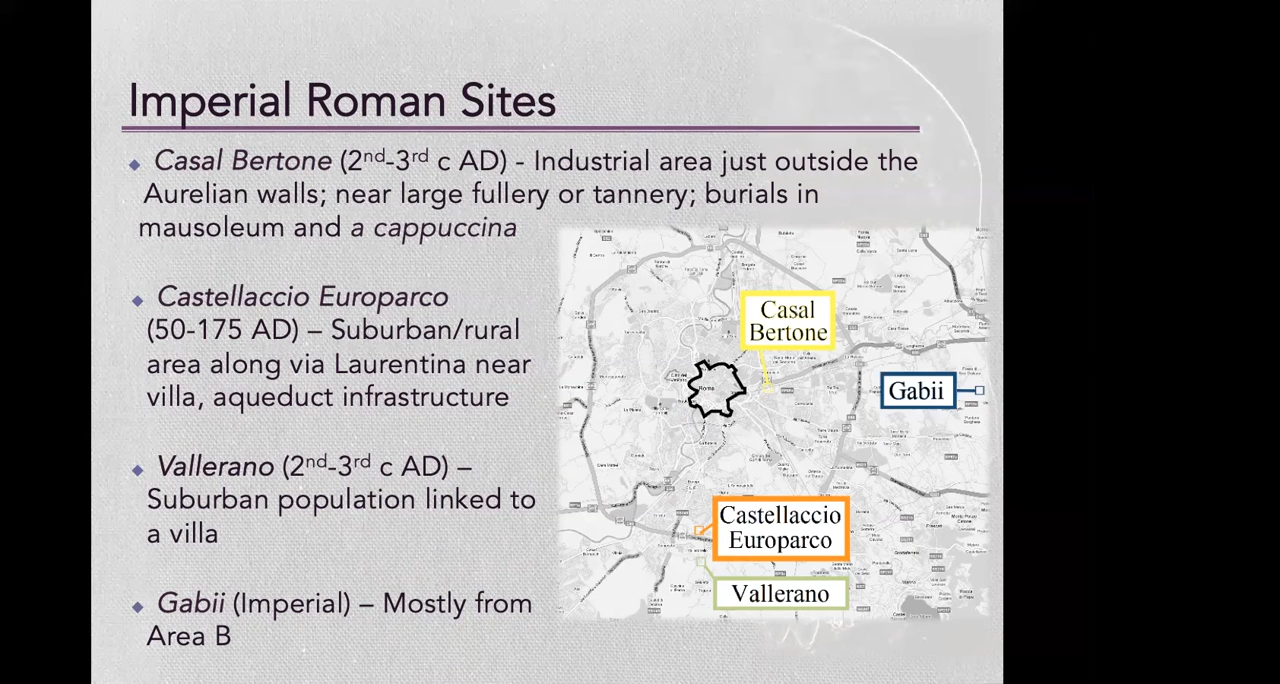 Imperial Roman Sites
Casal Bertone (2nd-3rd c AD) - Industrial area just outside the
Aurelian walls; near large fullery or tannery; burials in
mausoleum and a cappuccina
Castellaccio Europarco
(50-175 AD) – Suburban/rural
area along via Laurentina near
villa, aqueduct infrastructure
Vallerano (2nd-3rd c AD) –
Suburban population linked to
a villa
Gabii (Imperial) – Mostly from
Area B
Casal
Bertone
Roma
Gabii
Castellaccio
Europarco
Vallerano